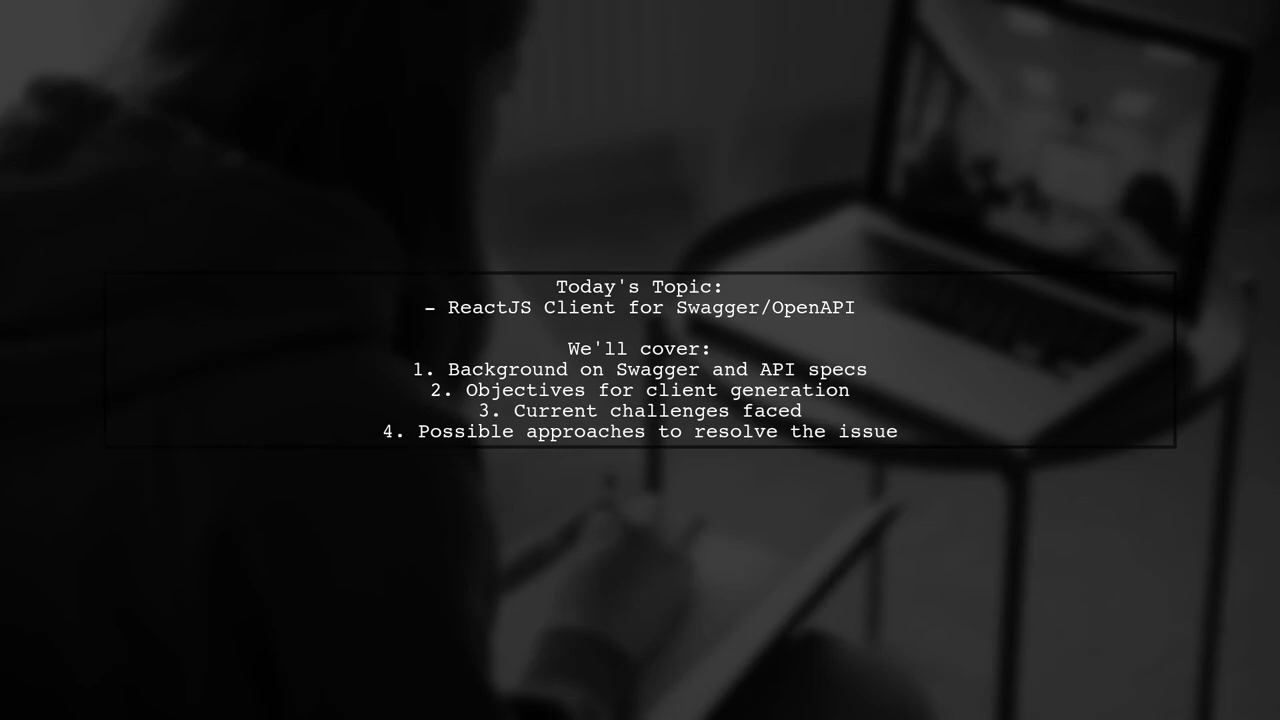 Today's Topic:
- ReactJS Client for Swagger/OpenAPI
We'll cover:
1. Background on Swagger and API specs
2. Objectives for client generation
3. Current challenges faced
4. Possible approaches to resolve the issue